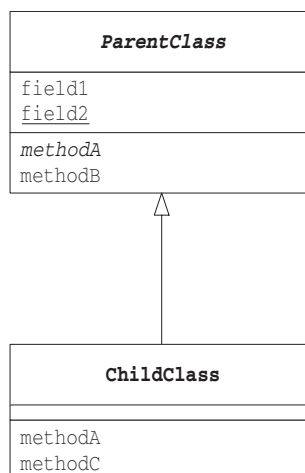 ParentClass
field1
field2
methodA
methodB
ChildClass
methodA
methodC